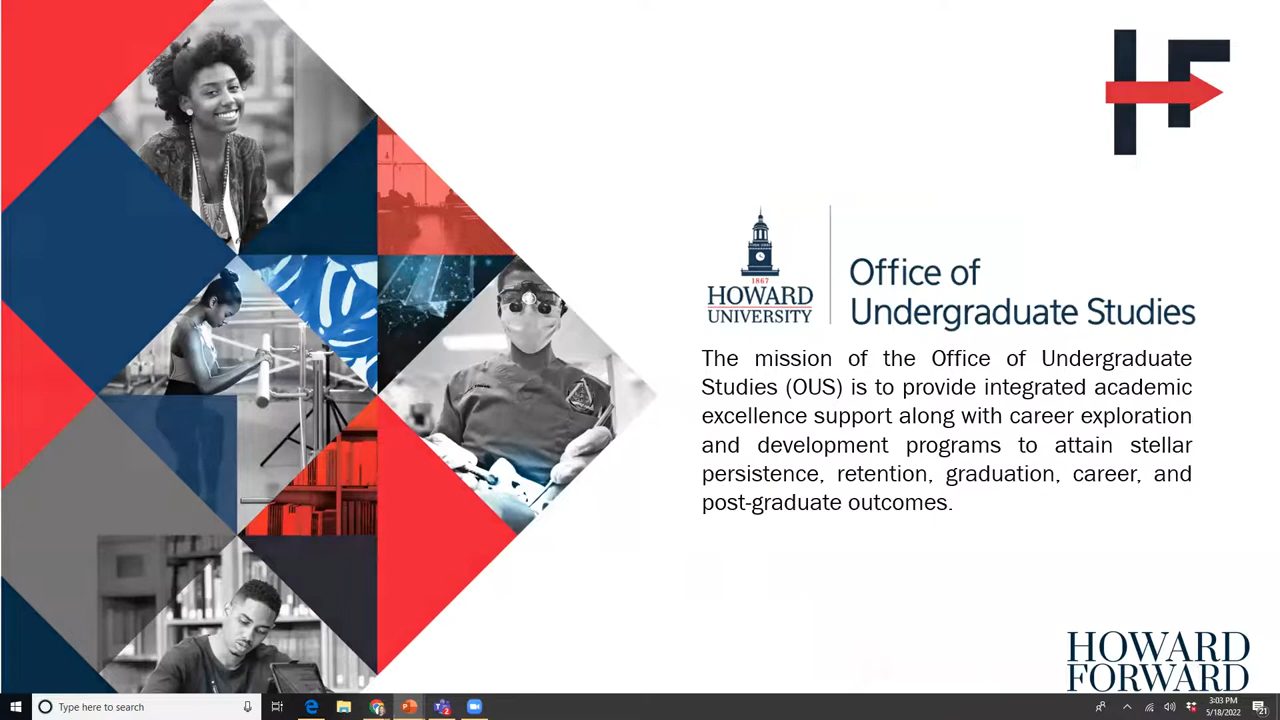 1867
HOWARD
UNIVERSITY
Office of
Undergraduate Studies
The mission of the Office of Undergraduate
Studies (OUS) is to provide integrated academic
excellence support along with career exploration
and development programs to attain stellar
persistence, retention, graduation, career, and
post-graduate outcomes.
HOWARD
FORWARD
Type here to search
3:03 PM
5/18/2022
21